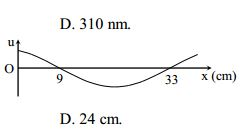 D. 310 nm.
u
O
9
33
x (cm)
D. 24 cm.